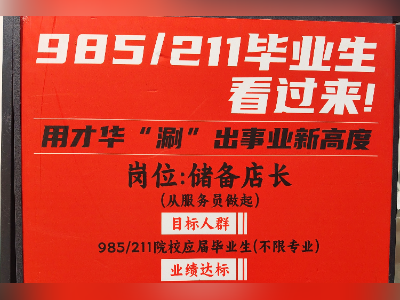 985/211毕业生
看过来!
用才华“涮”出事业新高度
岗位:储备店长
(从服务员做起)
目标人群
985/211院校应届毕业生(不限专业)
业绩达标